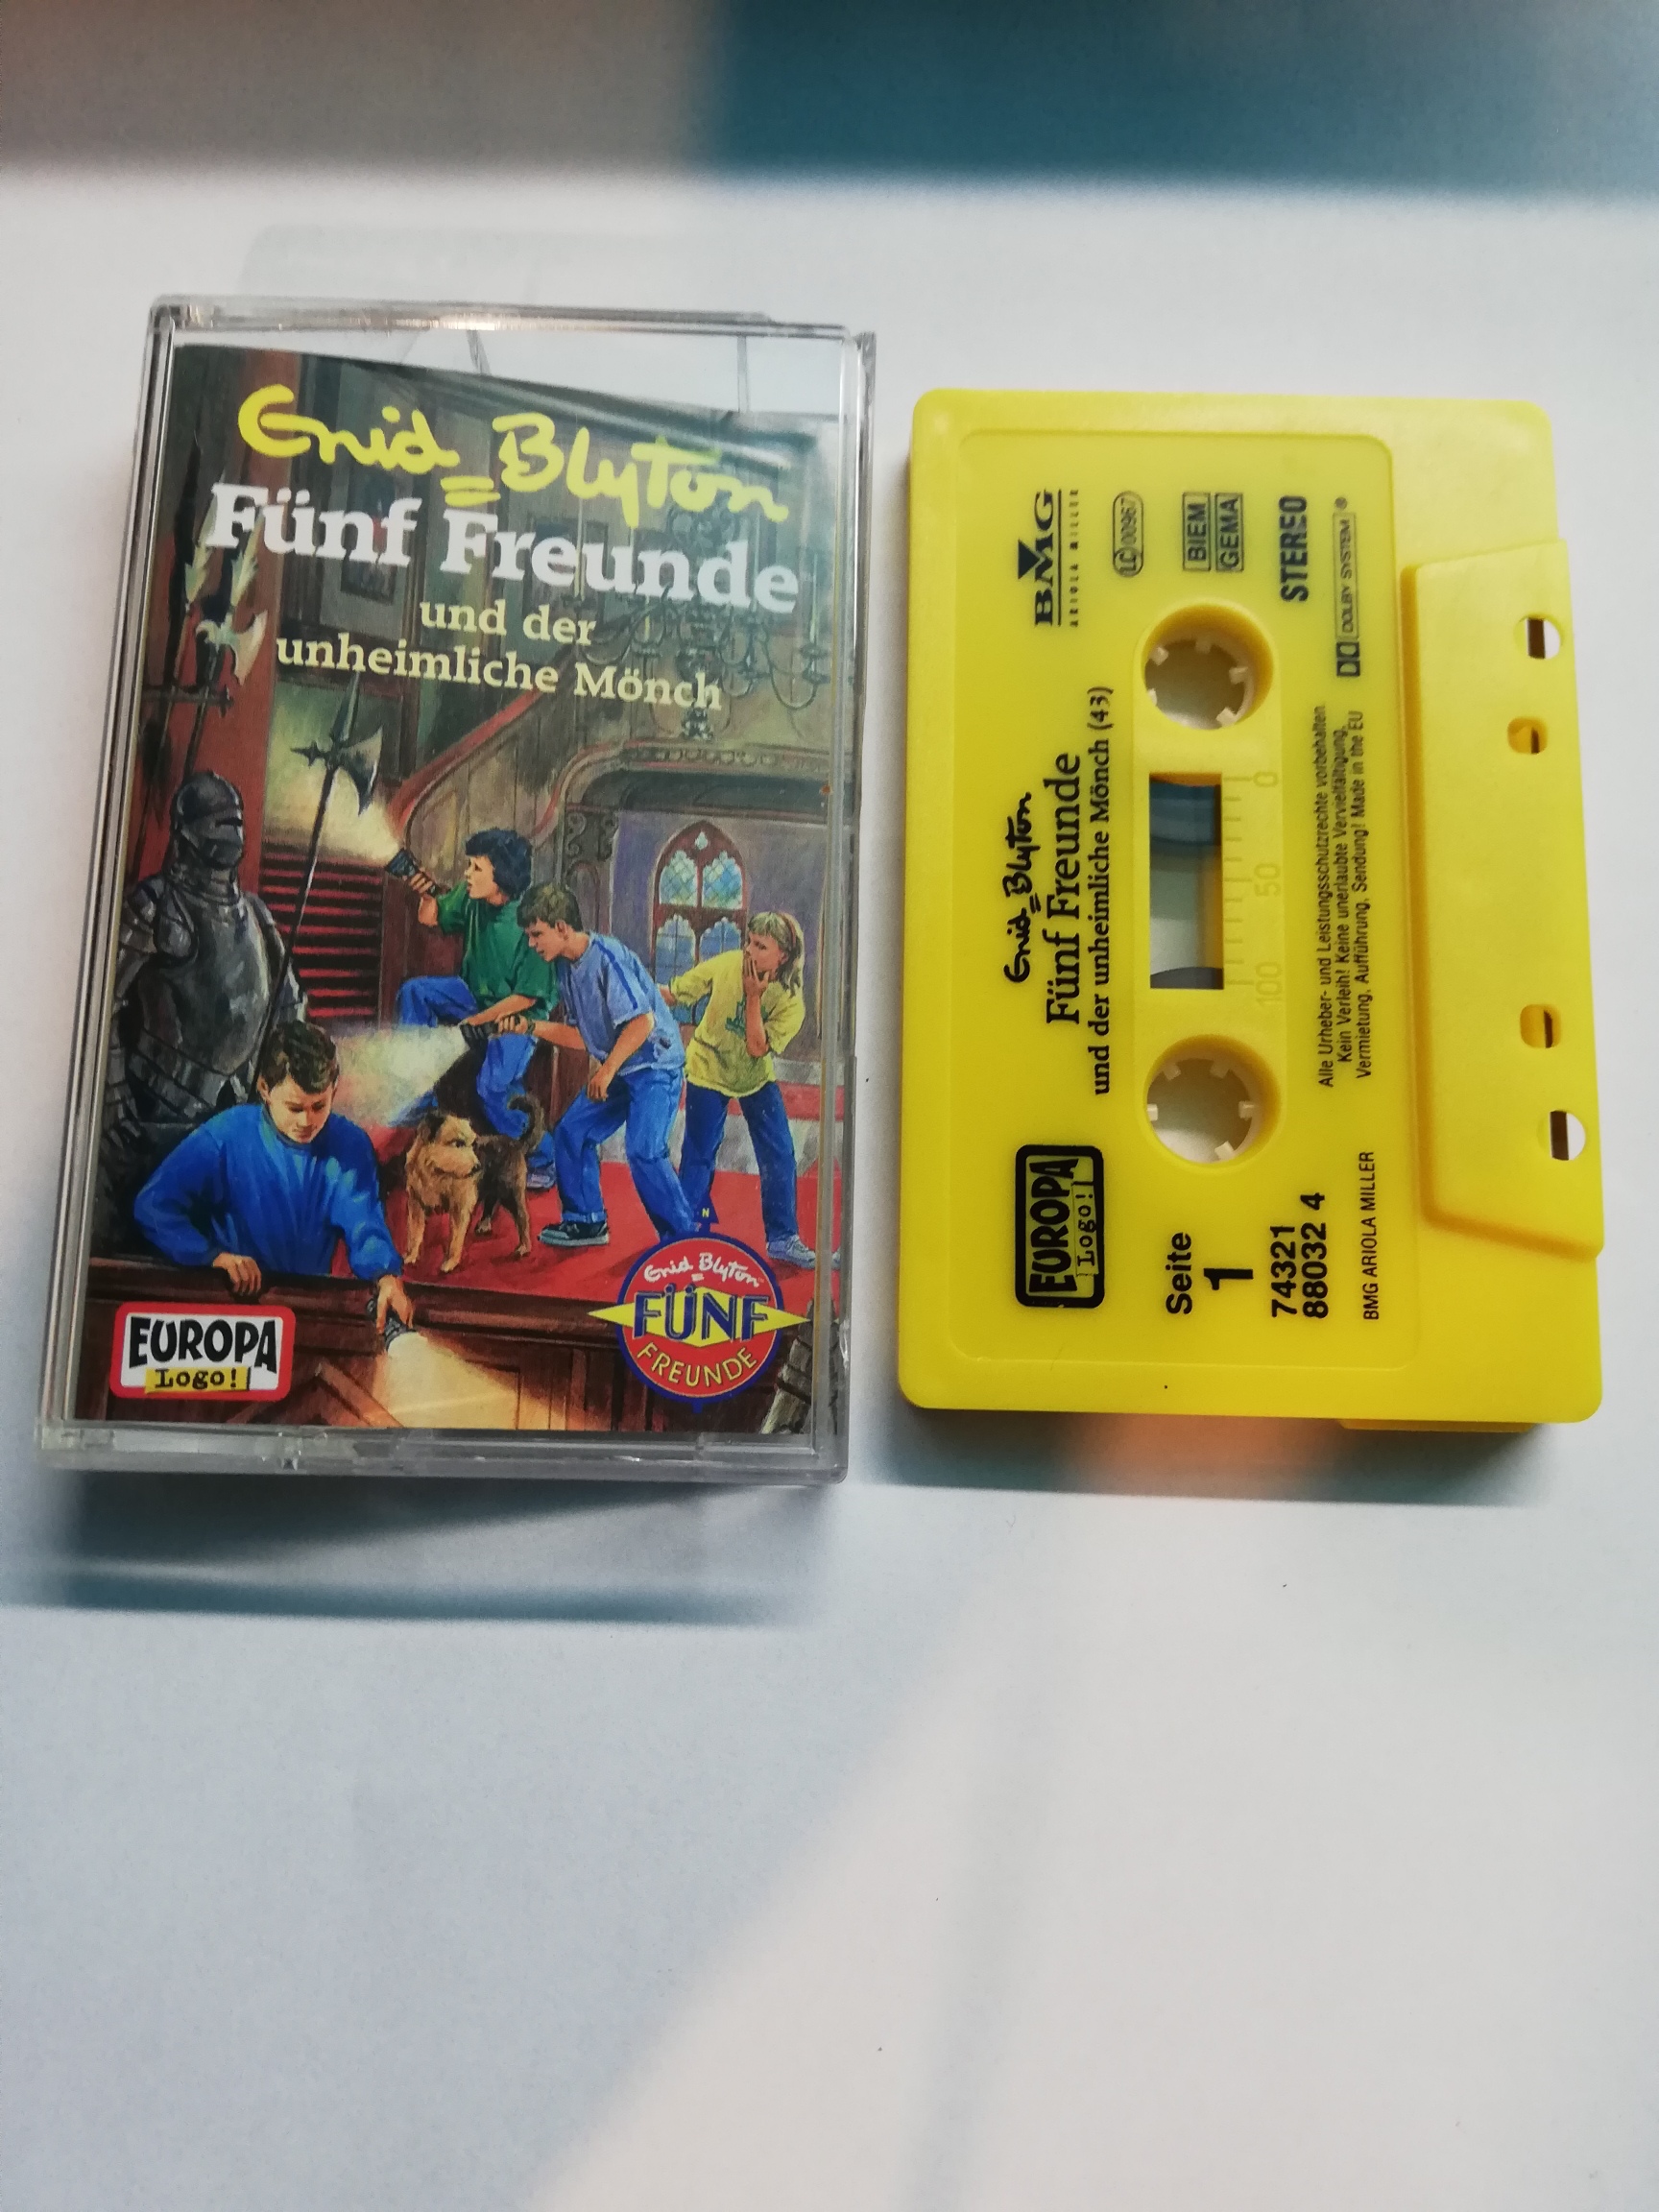 Enid Blyton
Fünf Freunde
und der
unheimliche Mönch
EUROPA
Logo!
N
Enid Blyton
FÜNF
FREUNDE
BMG
ARIOLA MILLER
LC 00967
BIEM
GEMA
STEREO
DOLBY SYSTEM®
Enid Blyton
Fünf Freunde
und der unheimliche Mönch (43)
100 50 0
Alle Urheber- und Leistungsschutzrechte vorbehalten.
Kein Verleih! Keine unerlaubte Vervielfältigung,
Vermietung, Aufführung, Sendung! Made in the EU
EUROPA
Logo!
Seite
1
74321
88032 4
BMG ARIOLA MILLER